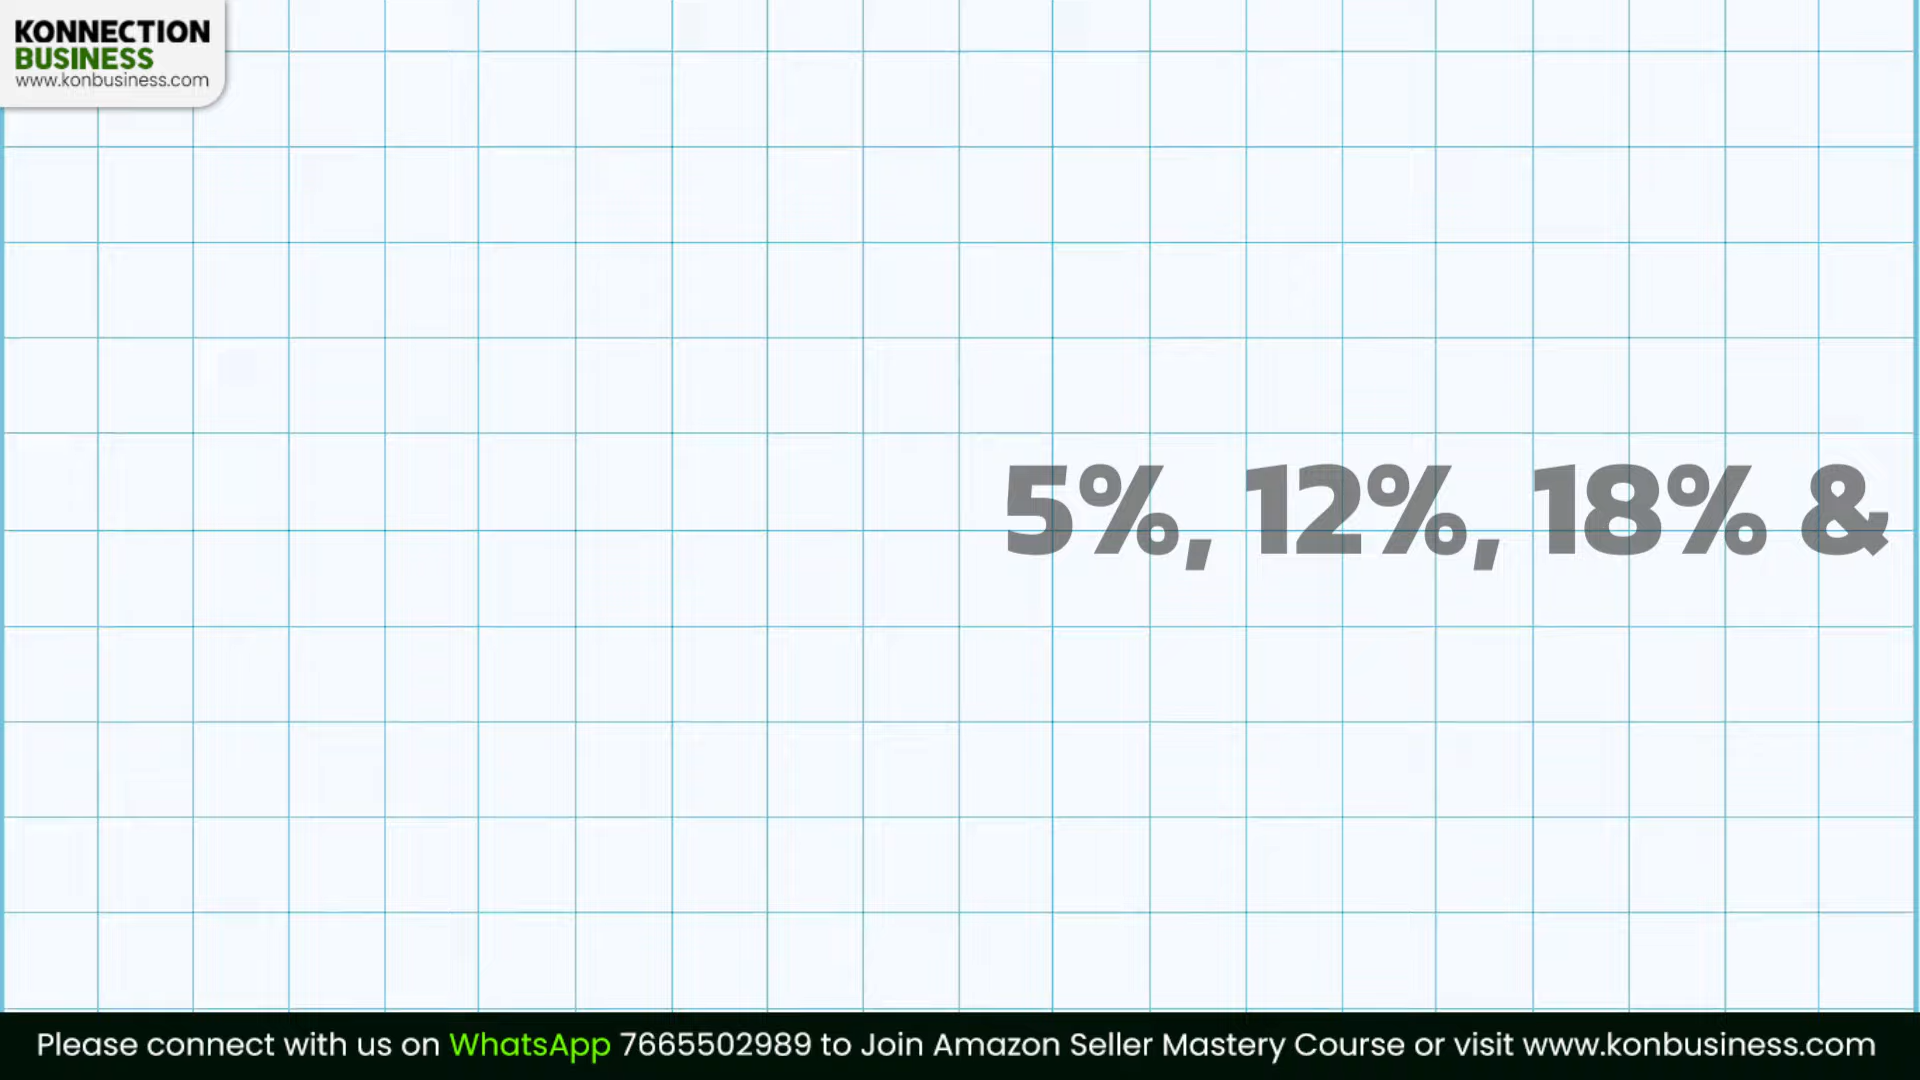 KONNECTION
BUSINESS
www.konbusiness.com
5%, 12%, 18% &
Please connect with us on WhatsApp 7665502989 to Join Amazon Seller Mastery Course or visit www.konbusiness.com